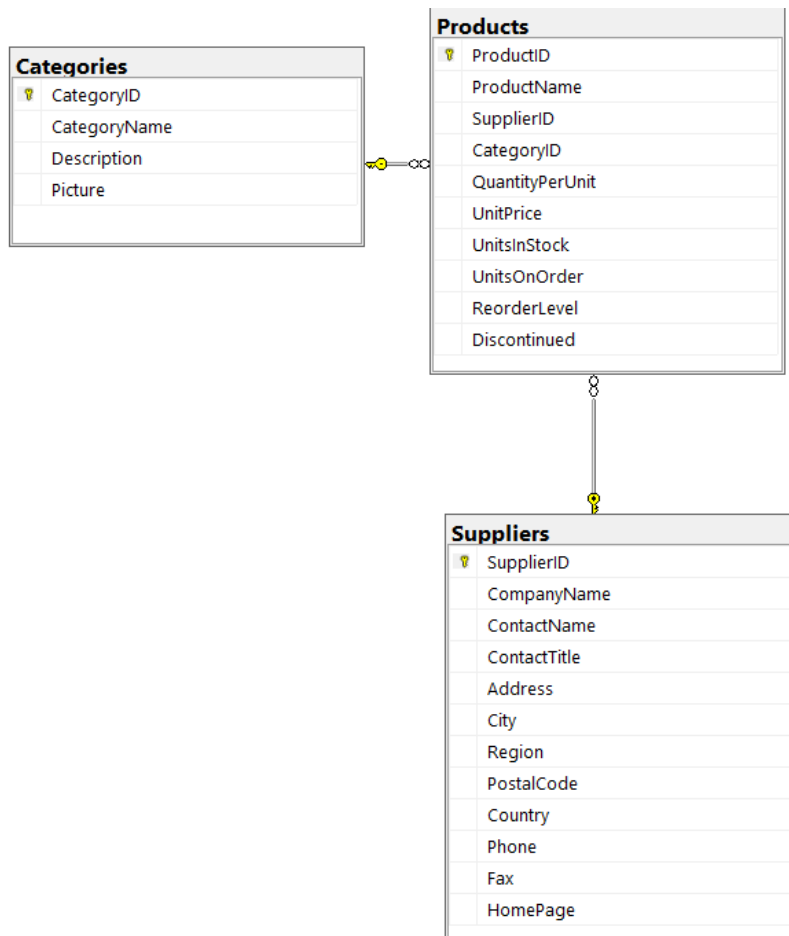 Categories
CategoryID
CategoryName
Description
Picture
Products
ProductID
ProductName
SupplierID
CategoryID
QuantityPerUnit
UnitPrice
UnitsInStock
UnitsOnOrder
ReorderLevel
Discontinued
Suppliers
SupplierID
CompanyName
ContactName
ContactTitle
Address
City
Region
PostalCode
Country
Phone
Fax
HomePage